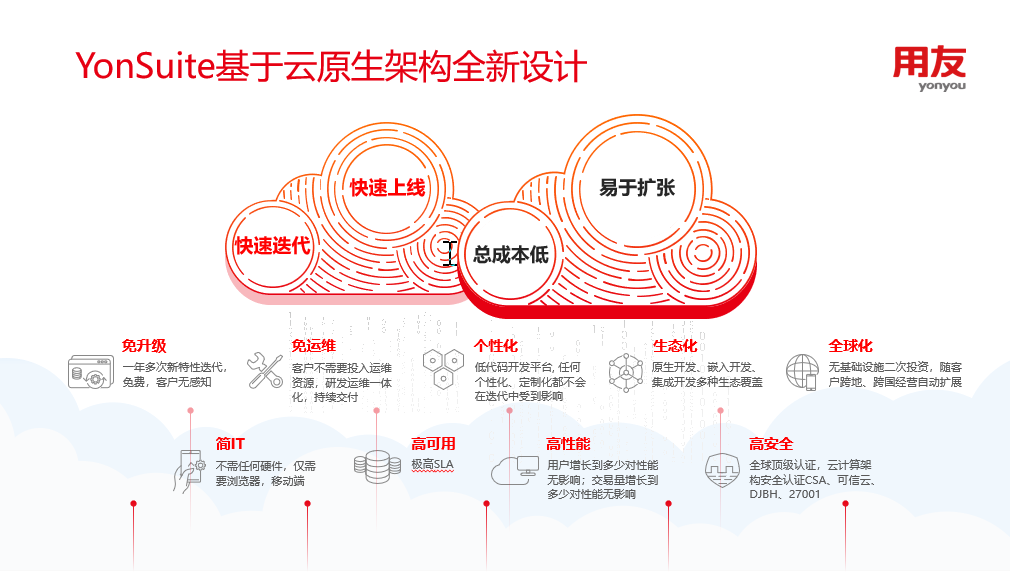 YonSuite基于云原生架构全新设计
用友
yonyou
快速上线
易于扩张
快速迭代
总成本低
免升级
一年多次新特性迭代，
免费，客户无感知
免运维
客户不需要投入运维
资源，研发运维一体
化，持续交付
个性化
低代码开发平台, 任何
个性化、定制化都不会
在迭代中受到影响
生态化
原生开发、嵌入开发、
集成开发多种生态覆盖
全球化
无基础设施二次投资，随客
户跨地、跨国经营自动扩展
简IT
不需任何硬件，仅需
要浏览器，移动端
高可用
极高SLA
高性能
用户增长到多少对性能
无影响；交易量增长到
多少对性能无影响
高安全
全球顶级认证，云计算架
构安全认证CSA、可信云、
DJBH、27001